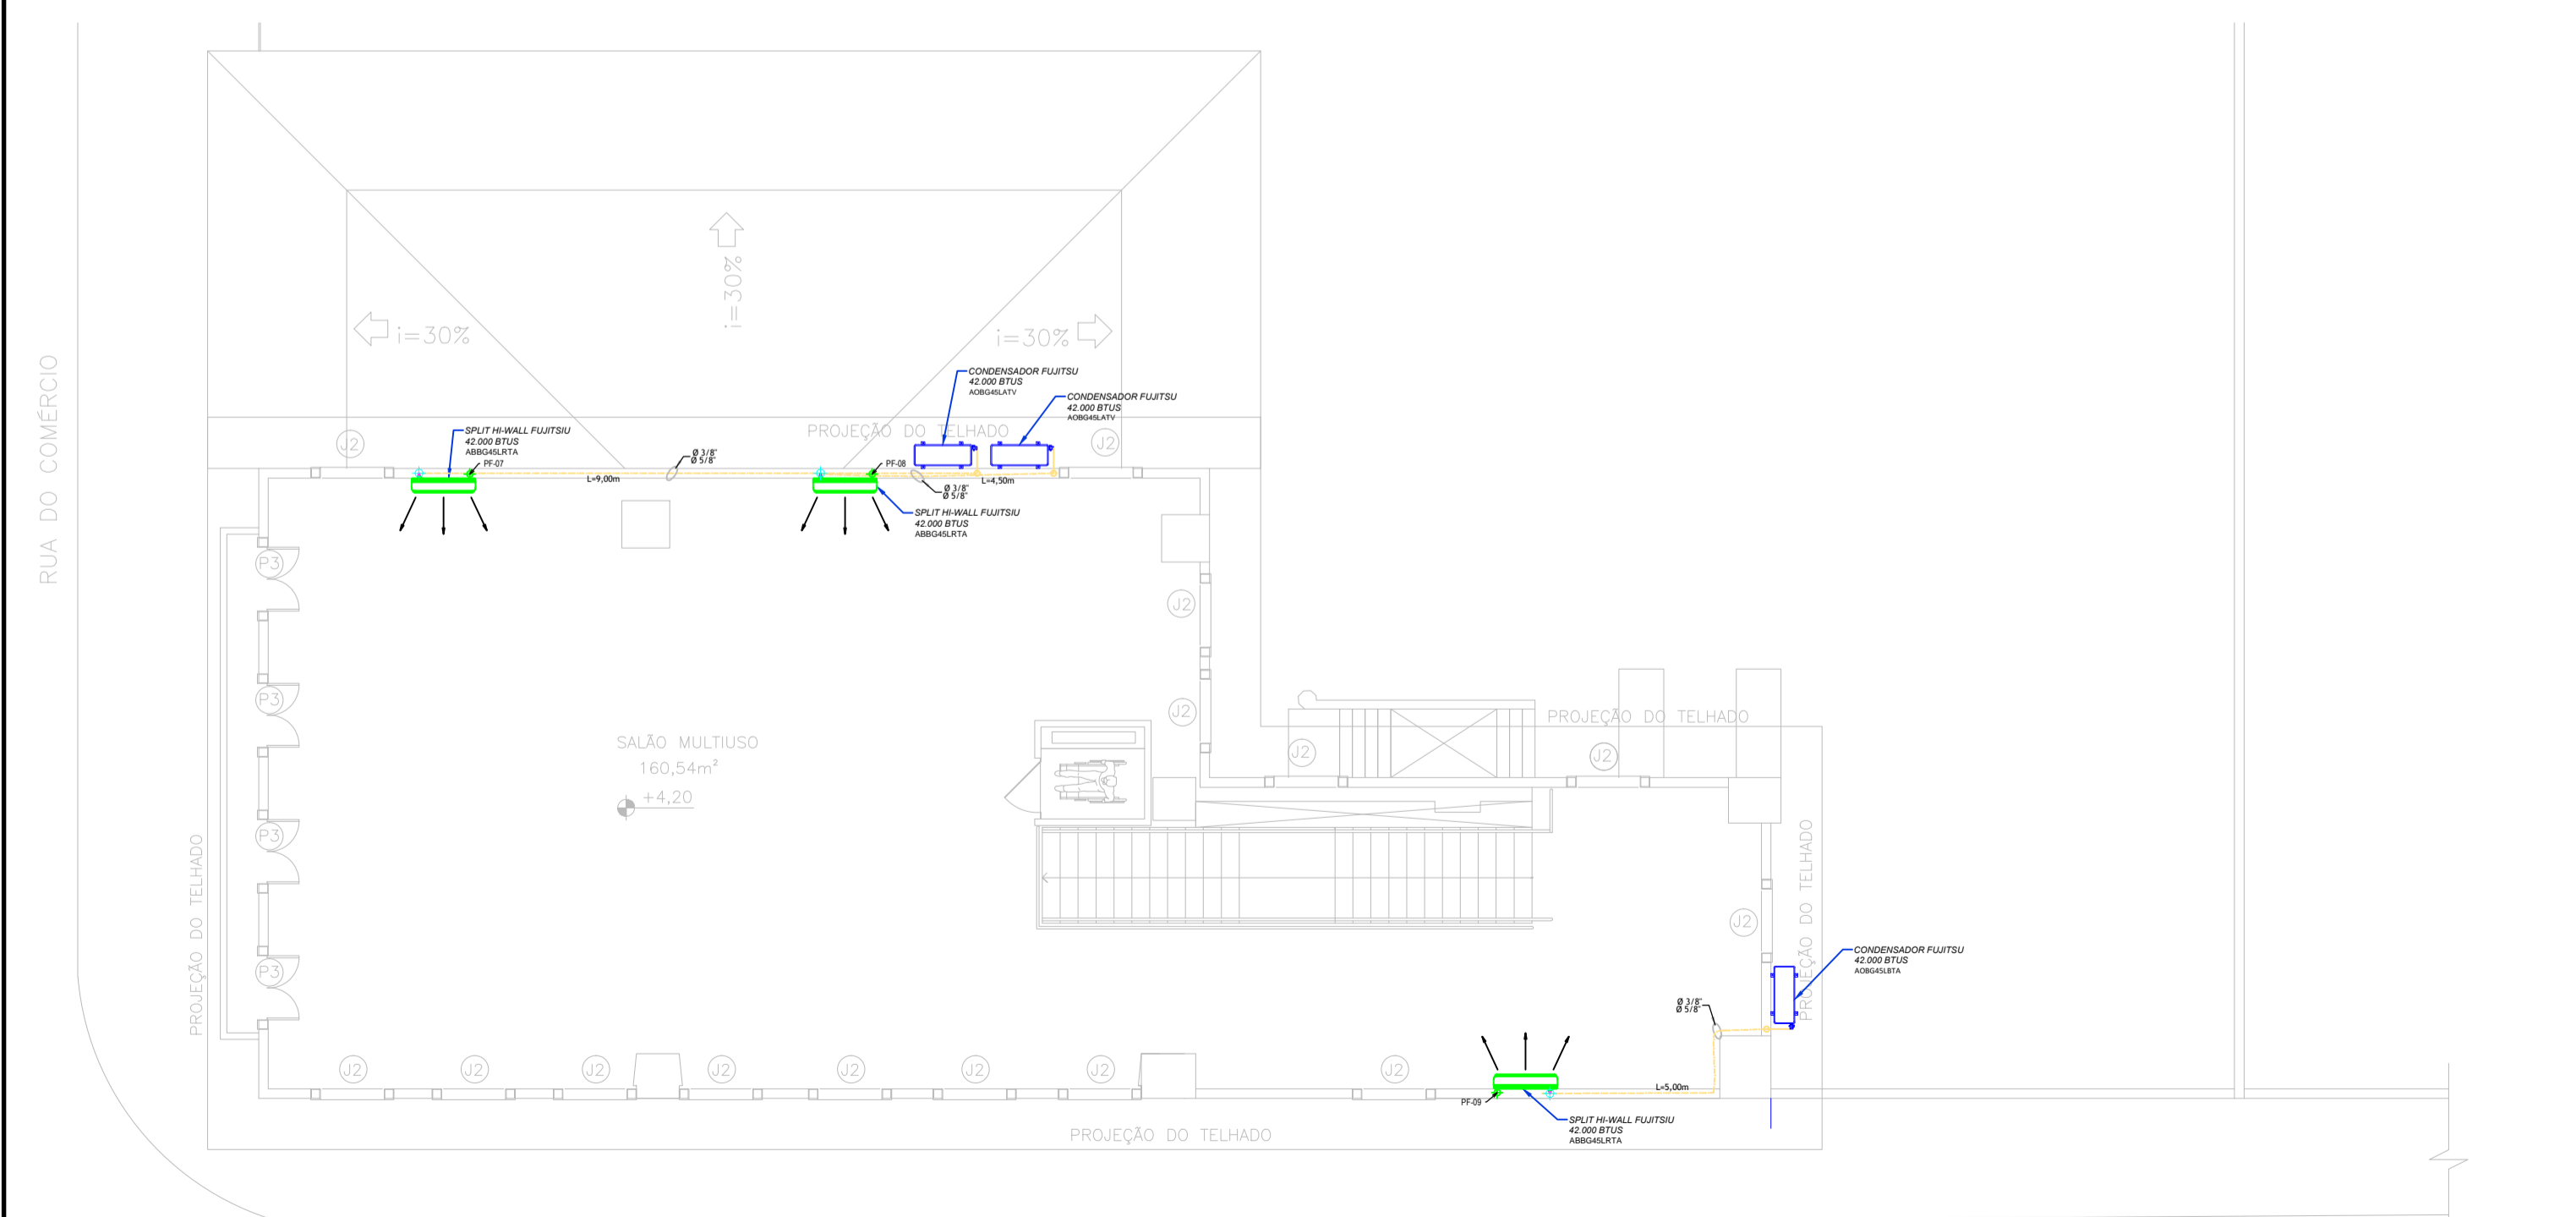 RUA DO COMÉRCIO
i=30%
i=30%
i=30%
CONDENSADOR FUJITSU
42.000 BTUS
AOBG45LATV
CONDENSADOR FUJITSU
42.000 BTUS
AOBG45LATV
PROJEÇÃO DO TELHADO
J2
J2
SPLIT HI-WALL FUJITSIU
42.000 BTUS
ABBG45LRTA
PF-07
Ø 3/8"
Ø 5/8"
L=9,00m
PF-08
Ø 3/8"
Ø 5/8"
L=4,50m
SPLIT HI-WALL FUJITSIU
42.000 BTUS
ABBG45LRTA
P3
P3
P3
P3
J2
J2
SALÃO MULTIUSO
160,54m²
+4,20
PROJEÇÃO DO TELHADO
J2
J2
PROJEÇÃO DO TELHADO
PROJEÇÃO DO TELHADO
J2
CONDENSADOR FUJITSU
42.000 BTUS
AOBG45LBTA
Ø 3/8"
Ø 5/8"
J2
J2
J2
J2
J2
J2
J2
J2
L=5,00m
PF-09
SPLIT HI-WALL FUJITSIU
42.000 BTUS
ABBG45LRTA
PROJEÇÃO DO TELHADO